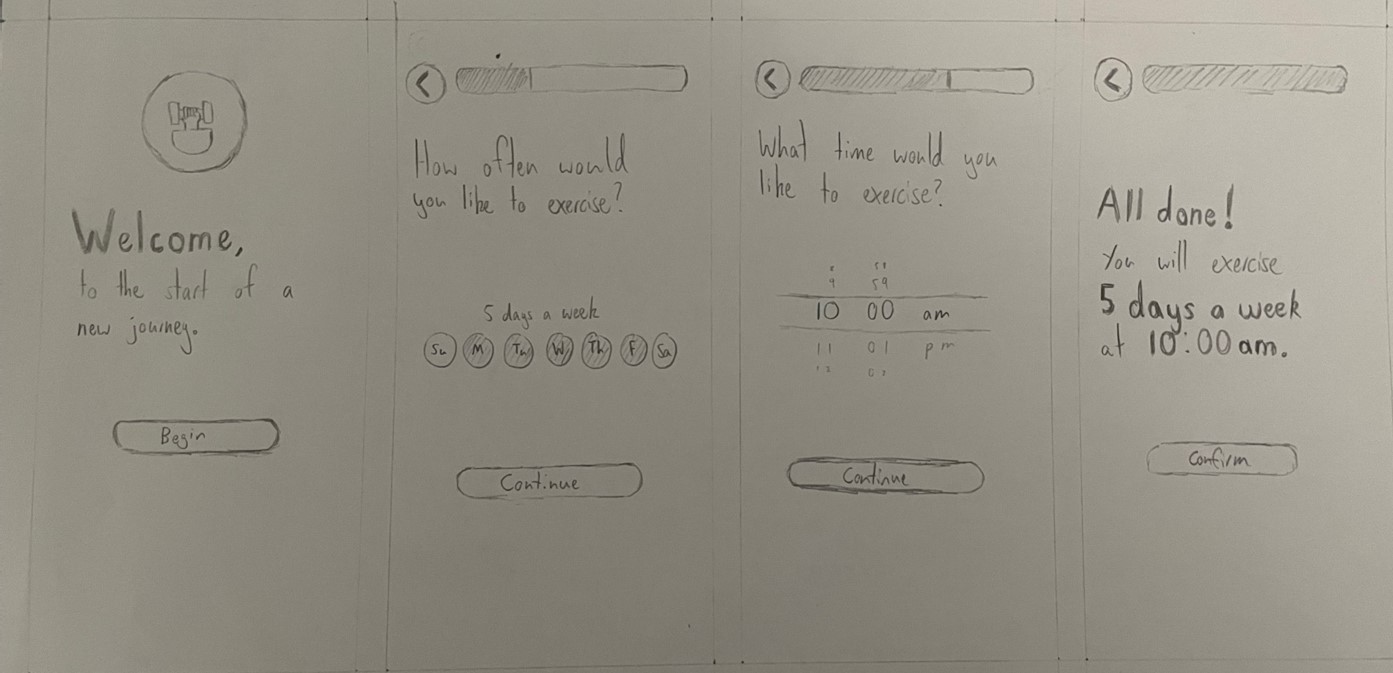 Welcome,
to the start of a
new journey.
Begin
How often would
you like to exercise?
5 days a week
Su M Tu W Th F Sa
Continue
What time would you
like to exercise?
8 58
9 59
10 00 am
11 01 pm
12 02
Continue
All done!
You will exercise
5 days a week
at 10:00 am.
Confirm